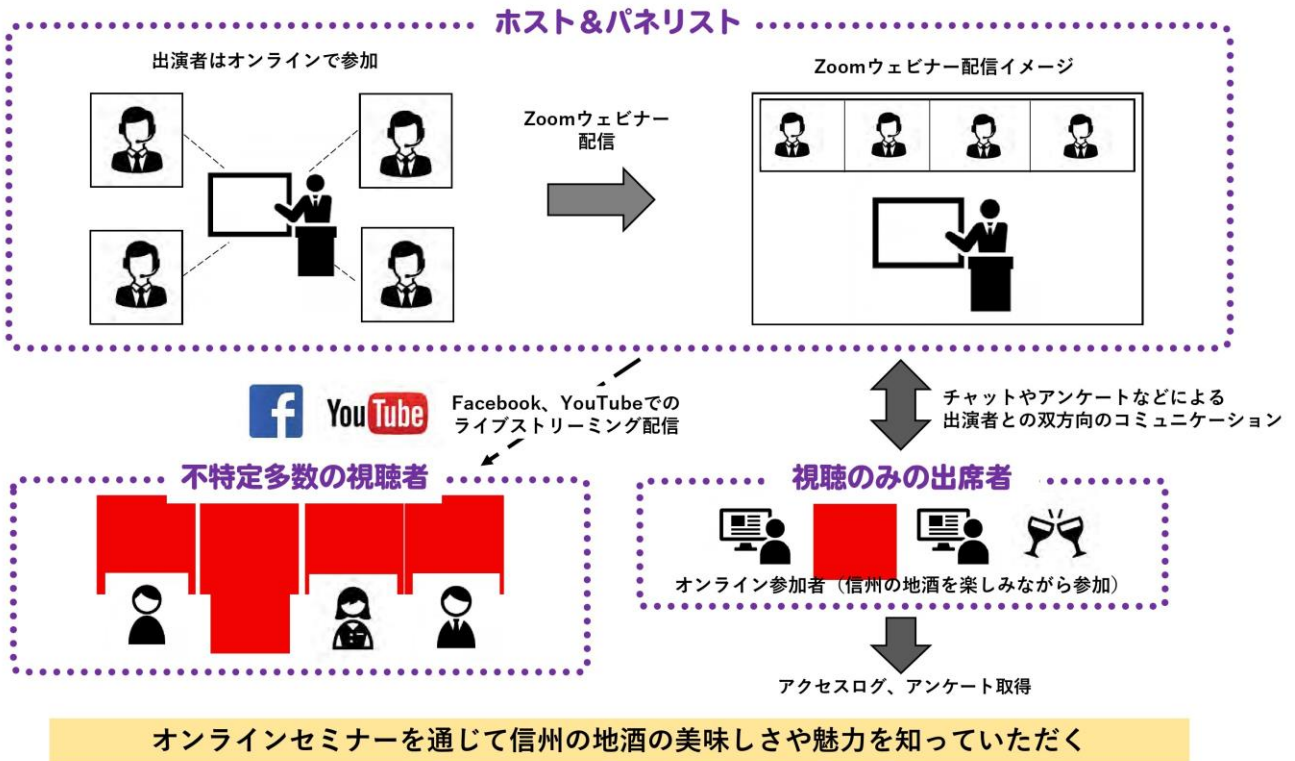 ホスト＆パネリスト
出演者はオンラインで参加
Zoomウェビナー
配信
Zoomウェビナー配信イメージ
f
YouTube
Facebook、YouTubeでの
ライブストリーミング配信
チャットやアンケートなどによる
出演者との双方向のコミュニケーション
不特定多数の視聴者
視聴のみの出席者
オンライン参加者（信州の地酒を楽しみながら参加）
アクセスログ、アンケート取得
オンラインセミナーを通じて信州の地酒の美味しさや魅力を知っていただく